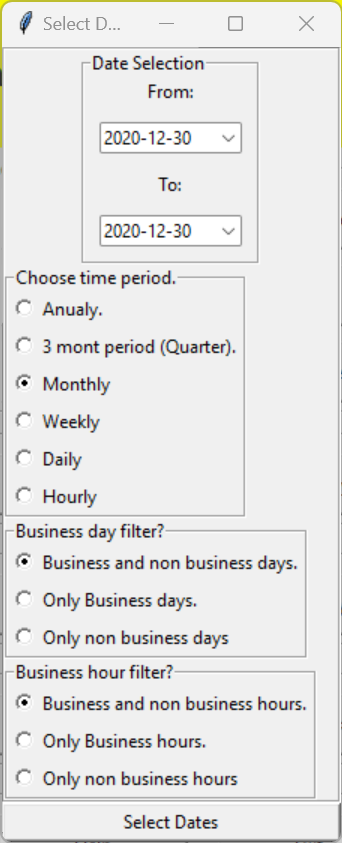 Select D...
Date Selection
From:
2020-12-30
To:
2020-12-30
Choose time period.
Anualy.
3 mont period (Quarter).
Monthly
Weekly
Daily
Hourly
Business day filter?
Business and non business days.
Only Business days.
Only non business days
Business hour filter?
Business and non business hours.
Only Business hours.
Only non business hours
Select Dates